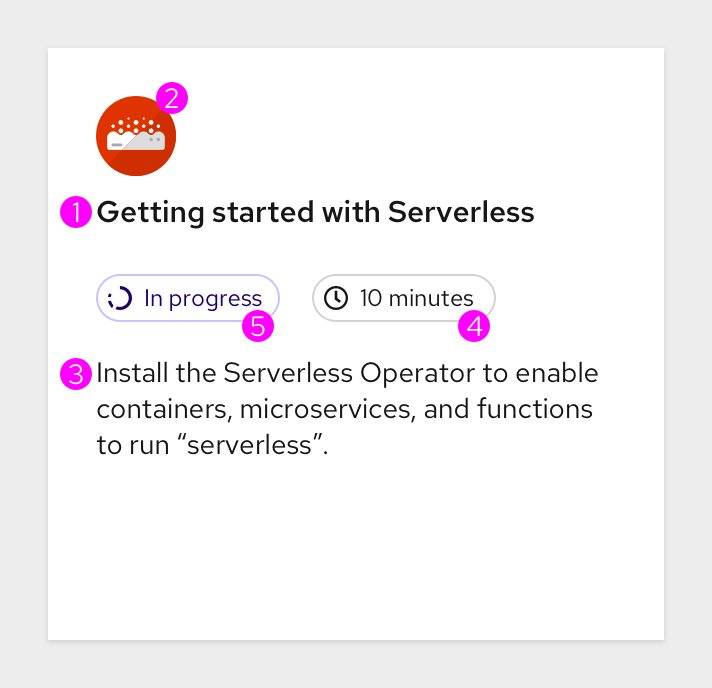 2
1 Getting started with Serverless
In progress 10 minutes
5 4
3 Install the Serverless Operator to enable
containers, microservices, and functions
to run “serverless”.